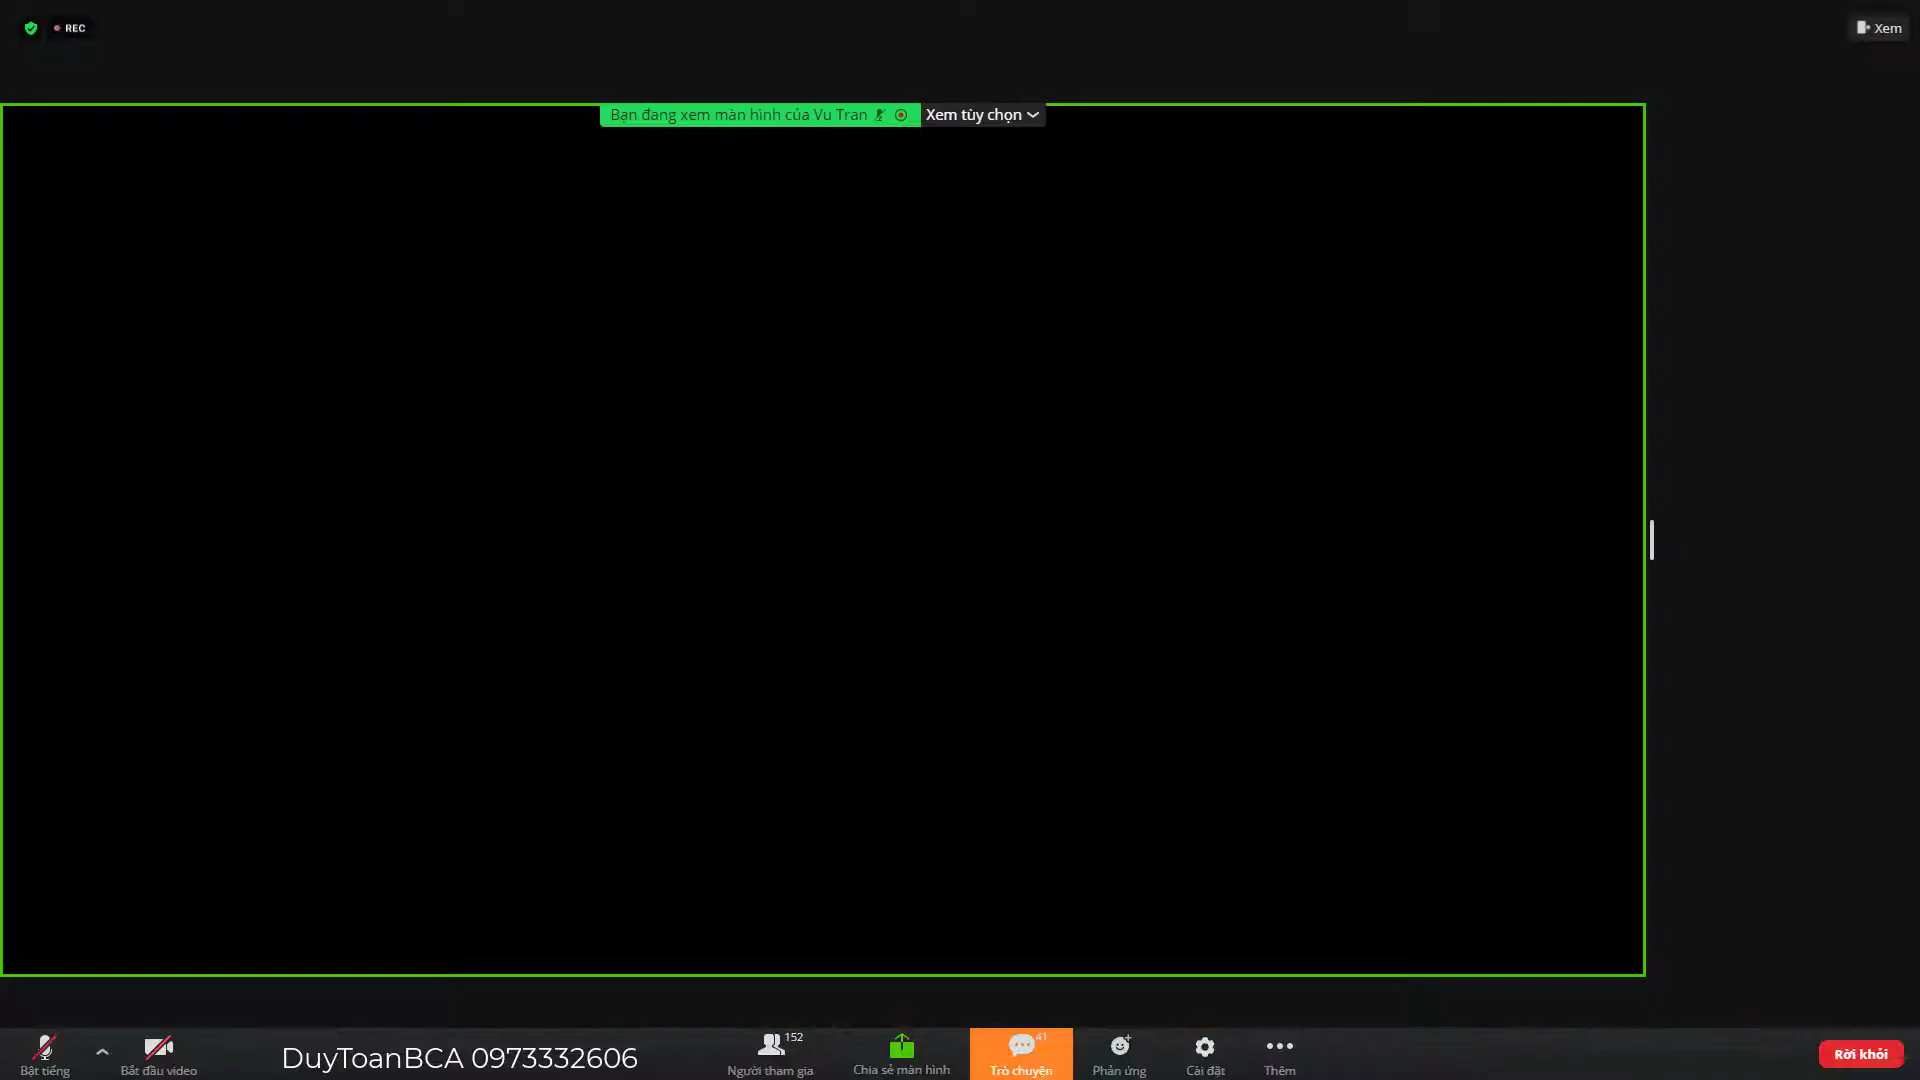 REC
Xem
Bạn đang xem màn hình của Vu Tran
Xem tùy chọn
152
41
Bật tiếng
Bắt đầu video
DuyToanBCA 0973332606
Người tham gia
Chia sẻ màn hình
Trò chuyện
Phản ứng
Cài đặt
Thêm
Rời khỏi